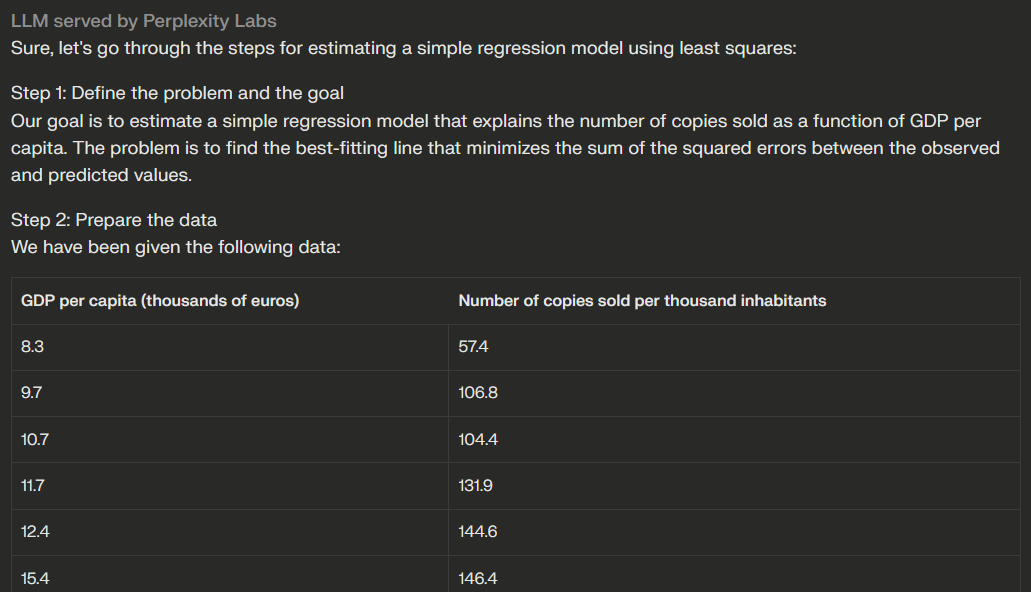 LLM served by Perplexity Labs
Sure, let's go through the steps for estimating a simple regression model using least squares:
Step 1: Define the problem and the goal
Our goal is to estimate a simple regression model that explains the number of copies sold as a function of GDP per
capita. The problem is to find the best-fitting line that minimizes the sum of the squared errors between the observed
and predicted values.
Step 2: Prepare the data
We have been given the following data:
GDP per capita (thousands of euros) Number of copies sold per thousand inhabitants
8.3 57.4
9.7 106.8
10.7 104.4
11.7 131.9
12.4 144.6
15.4 146.4